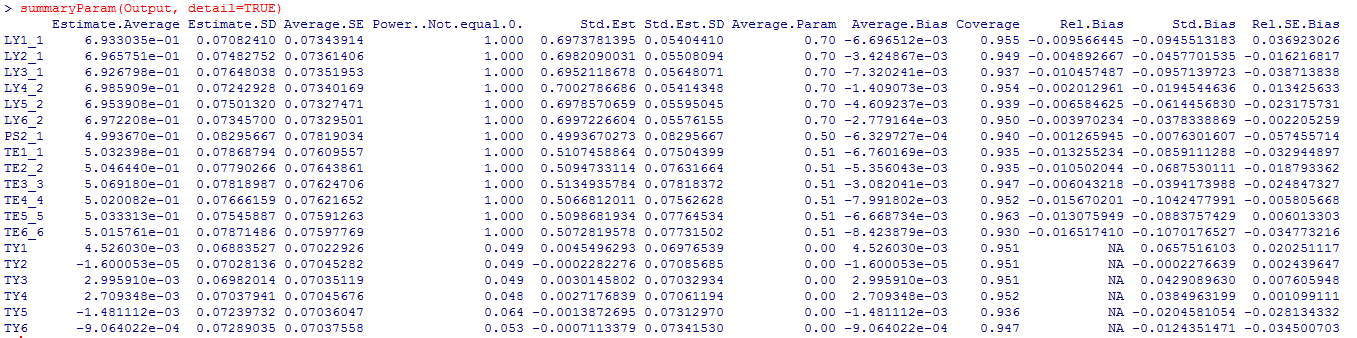 > summaryParam(Output, detail=TRUE)
Estimate.Average Estimate.SD Average.SE Power..Not.equal.0. Std.Est Std.Est.SD Average.Param Average.Bias Coverage Rel.Bias Std.Bias Rel.SE.Bias
LY1_1 6.933035e-01 0.07082410 0.07343914 1.000 0.6973781395 0.05404410 0.70 -6.696512e-03 0.955 -0.009566445 -0.0945513183 0.036923026
LY2_1 6.965751e-01 0.07482752 0.07361406 1.000 0.6982090031 0.05508094 0.70 -3.424867e-03 0.949 -0.004892667 -0.0457701535 -0.016216817
LY3_1 6.926798e-01 0.07648038 0.07351953 1.000 0.6952118678 0.05648071 0.70 -7.320241e-03 0.937 -0.010457487 -0.0957139723 -0.038713838
LY4_2 6.985909e-01 0.07242928 0.07340169 1.000 0.7002786686 0.05414348 0.70 -1.409073e-03 0.954 -0.002012961 -0.0194544636 0.013425633
LY5_2 6.953908e-01 0.07501320 0.07327471 1.000 0.6978570659 0.05595045 0.70 -4.609237e-03 0.939 -0.006584625 -0.0614456830 -0.023175731
LY6_2 6.972208e-01 0.07345700 0.07329501 1.000 0.6997226604 0.05576155 0.70 -2.779164e-03 0.950 -0.003970234 -0.0378338869 -0.002205259
PS2_1 4.993670e-01 0.08295667 0.07819034 1.000 0.4993670273 0.08295667 0.50 -6.329727e-04 0.940 -0.001265945 -0.0076301607 -0.057455714
TE1_1 5.032398e-01 0.07868794 0.07609557 1.000 0.5107458864 0.07504399 0.51 -6.760169e-03 0.935 -0.013255234 -0.0859111288 -0.032944897
TE2_2 5.046440e-01 0.07790266 0.07643861 1.000 0.5094733114 0.07631664 0.51 -5.356043e-03 0.935 -0.010502044 -0.0687530111 -0.018793362
TE3_3 5.069180e-01 0.07818987 0.07624706 1.000 0.5134935784 0.07818372 0.51 -3.082041e-03 0.947 -0.006043218 -0.0394173988 -0.024847327
TE4_4 5.020082e-01 0.07666159 0.07621652 1.000 0.5066812011 0.07562628 0.51 -7.991802e-03 0.952 -0.015670201 -0.1042477991 -0.005805668
TE5_5 5.033313e-01 0.07545887 0.07591263 1.000 0.5098681934 0.07764534 0.51 -6.668734e-03 0.963 -0.013075949 -0.0883757429 0.006013303
TE6_6 5.015761e-01 0.07871486 0.07597769 1.000 0.5072819578 0.07731502 0.51 -8.423879e-03 0.930 -0.016517410 -0.1070176527 -0.034773216
TY1 4.526030e-03 0.06883527 0.07022926 0.049 0.0045496293 0.06976539 0.00 4.526030e-03 0.951 NA 0.0657516103 0.020251117
TY2 -1.600053e-05 0.07028136 0.07045282 0.049 -0.0002282276 0.07085685 0.00 -1.600053e-05 0.951 NA -0.0002276639 0.002439647
TY3 2.995910e-03 0.06982014 0.07035119 0.049 0.0030145802 0.07032934 0.00 2.995910e-03 0.951 NA 0.0429089630 0.007605948
TY4 2.709348e-03 0.07037941 0.07045676 0.048 0.0027176839 0.07061194 0.00 2.709348e-03 0.952 NA 0.0384963199 0.001099111
TY5 -1.481112e-03 0.07239732 0.07036047 0.064 -0.0013872695 0.07312970 0.00 -1.481112e-03 0.936 NA -0.0204581054 -0.028134332
TY6 -9.064022e-04 0.07289035 0.07037558 0.053 -0.0007113379 0.07341530 0.00 -9.064022e-04 0.947 NA -0.0124351471 -0.034500703